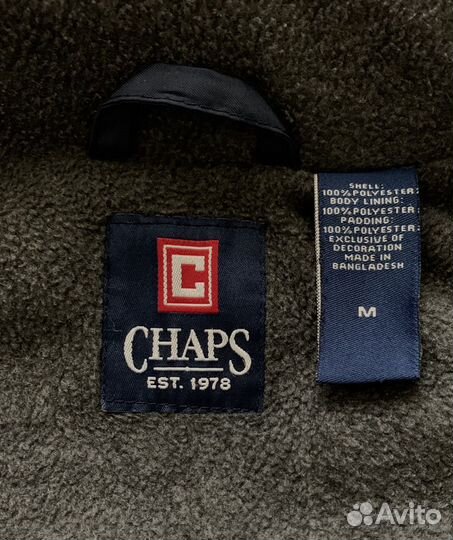 C
CHAPS
EST. 1978
SHELL:
100%POLYESTER
BODY LINING:
100%POLYESTER
PADDING:
100%POLYESTER
EXCLUSIVE OF
DECORATION
MADE IN
BANGLADESH
M
Avito